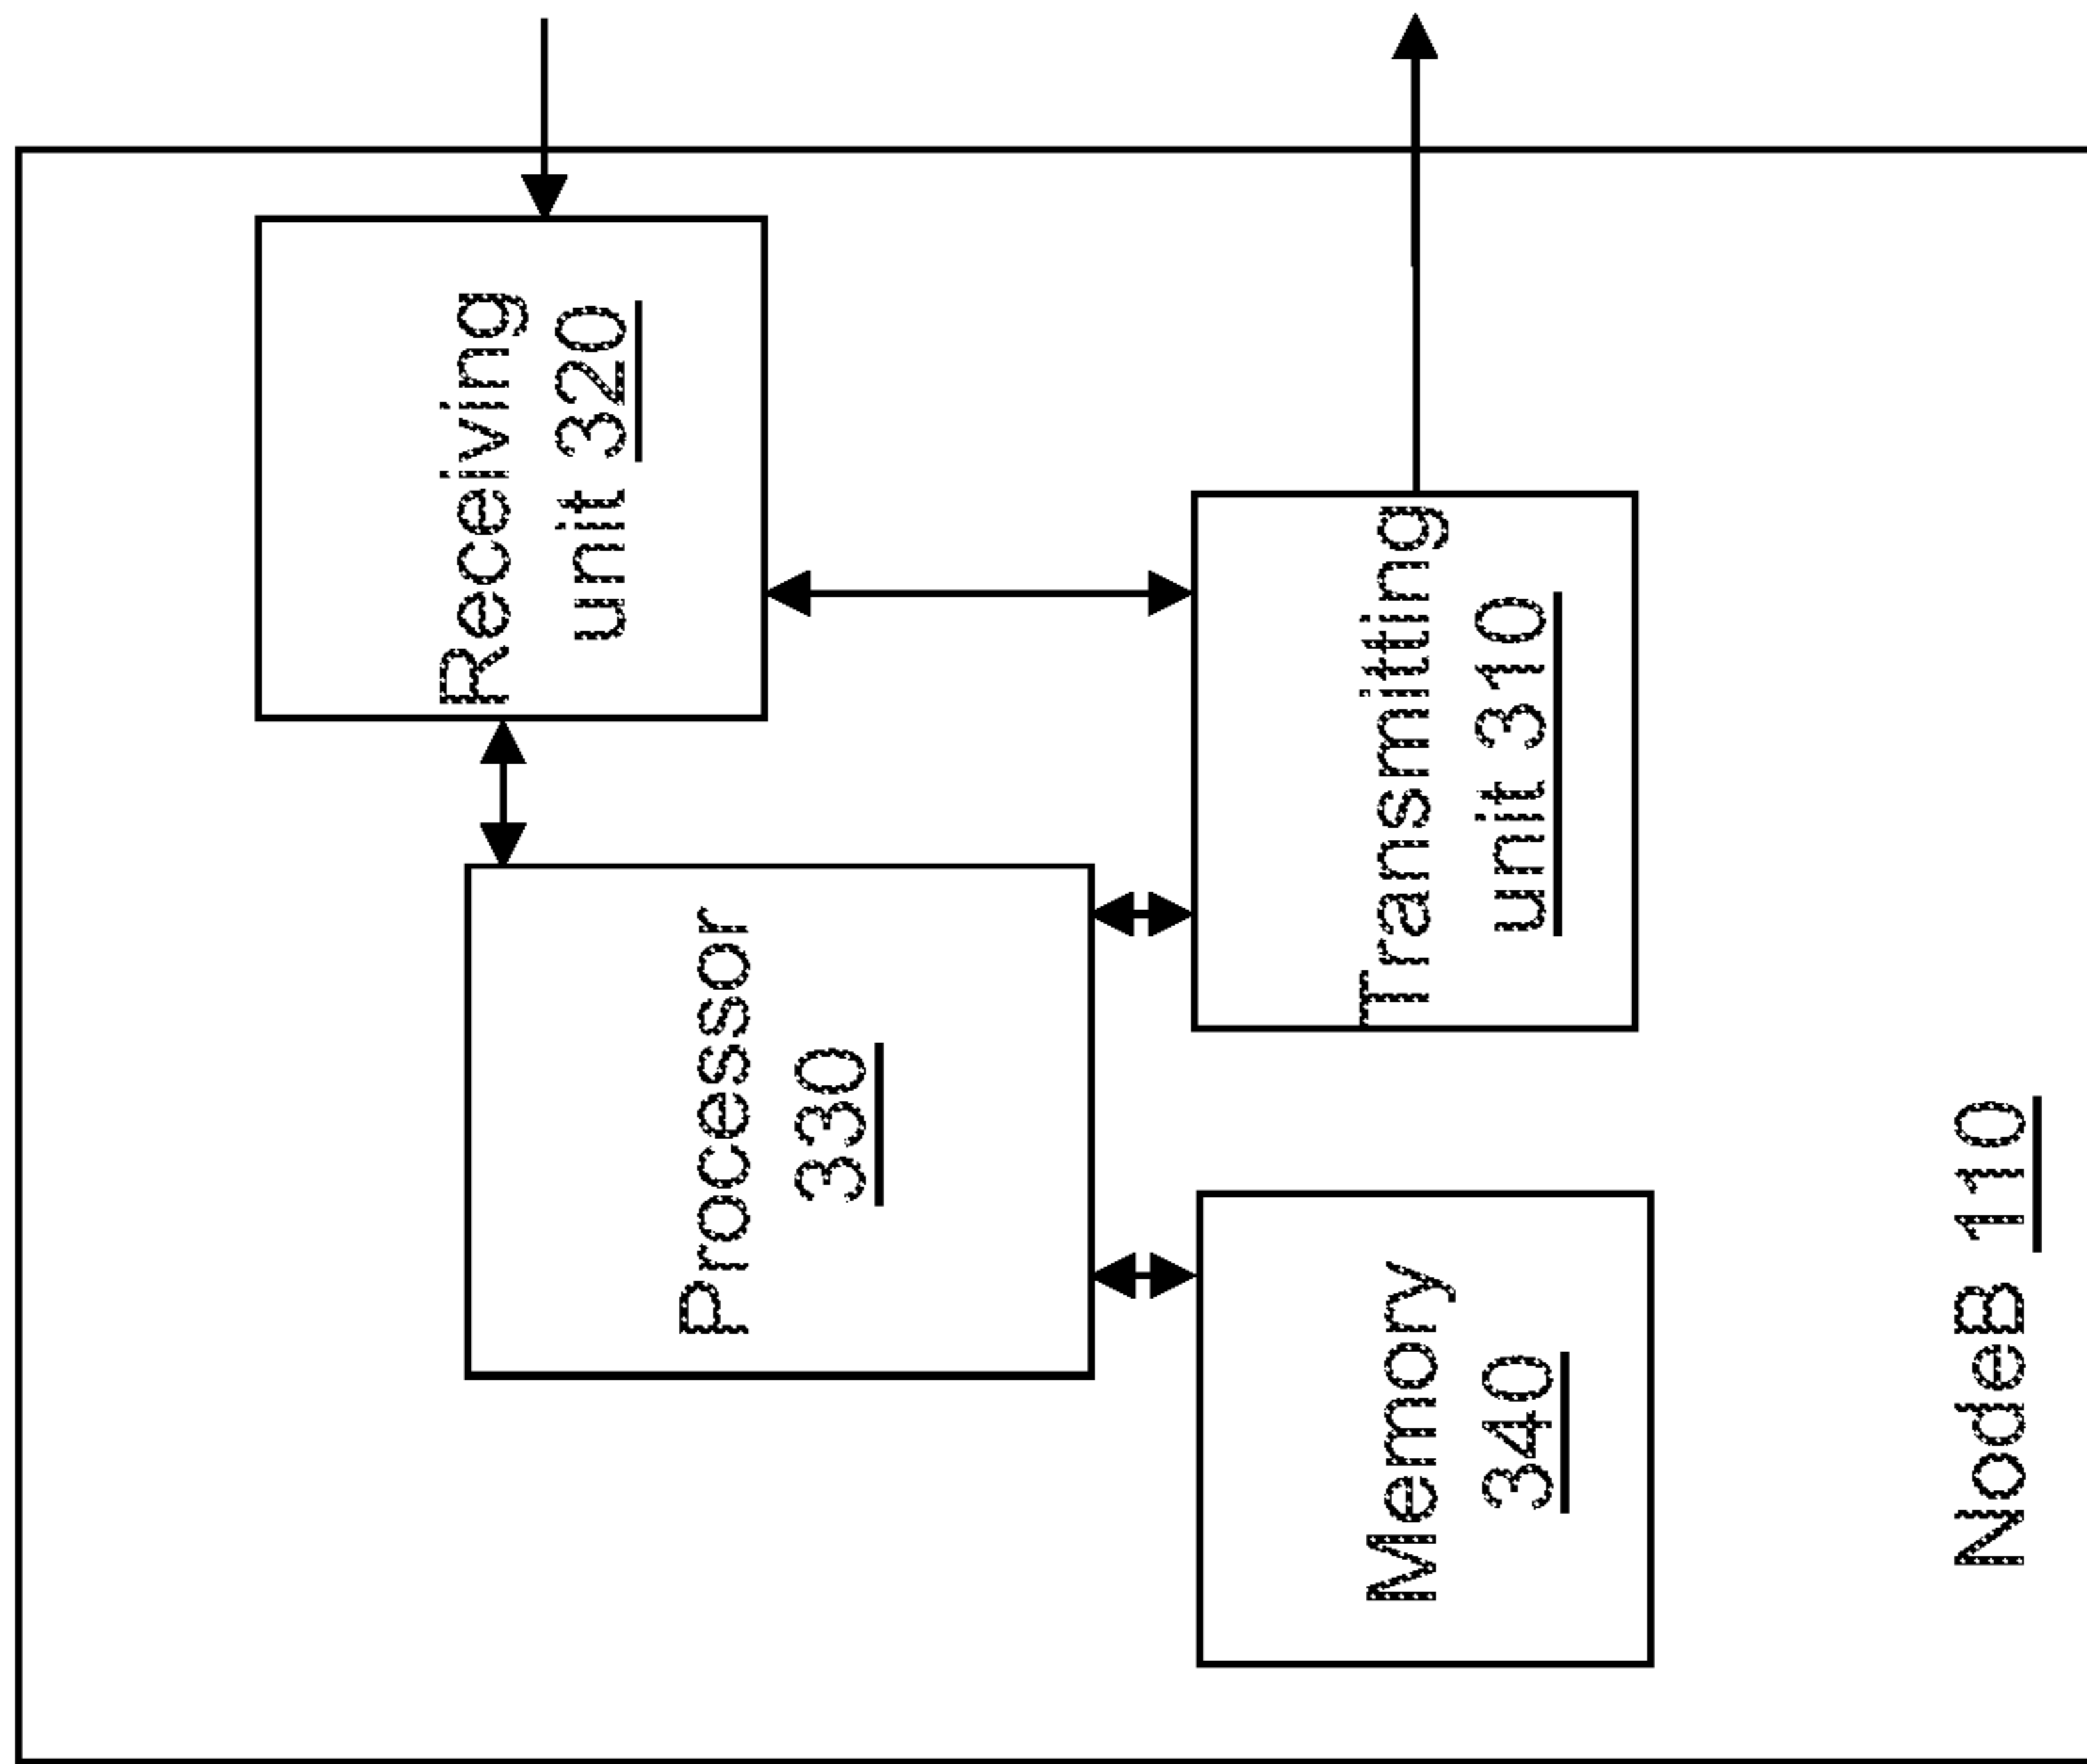 Receiving
unit 320
Processor
330
Transmitting
unit 310
Memory
340
NodeB 110